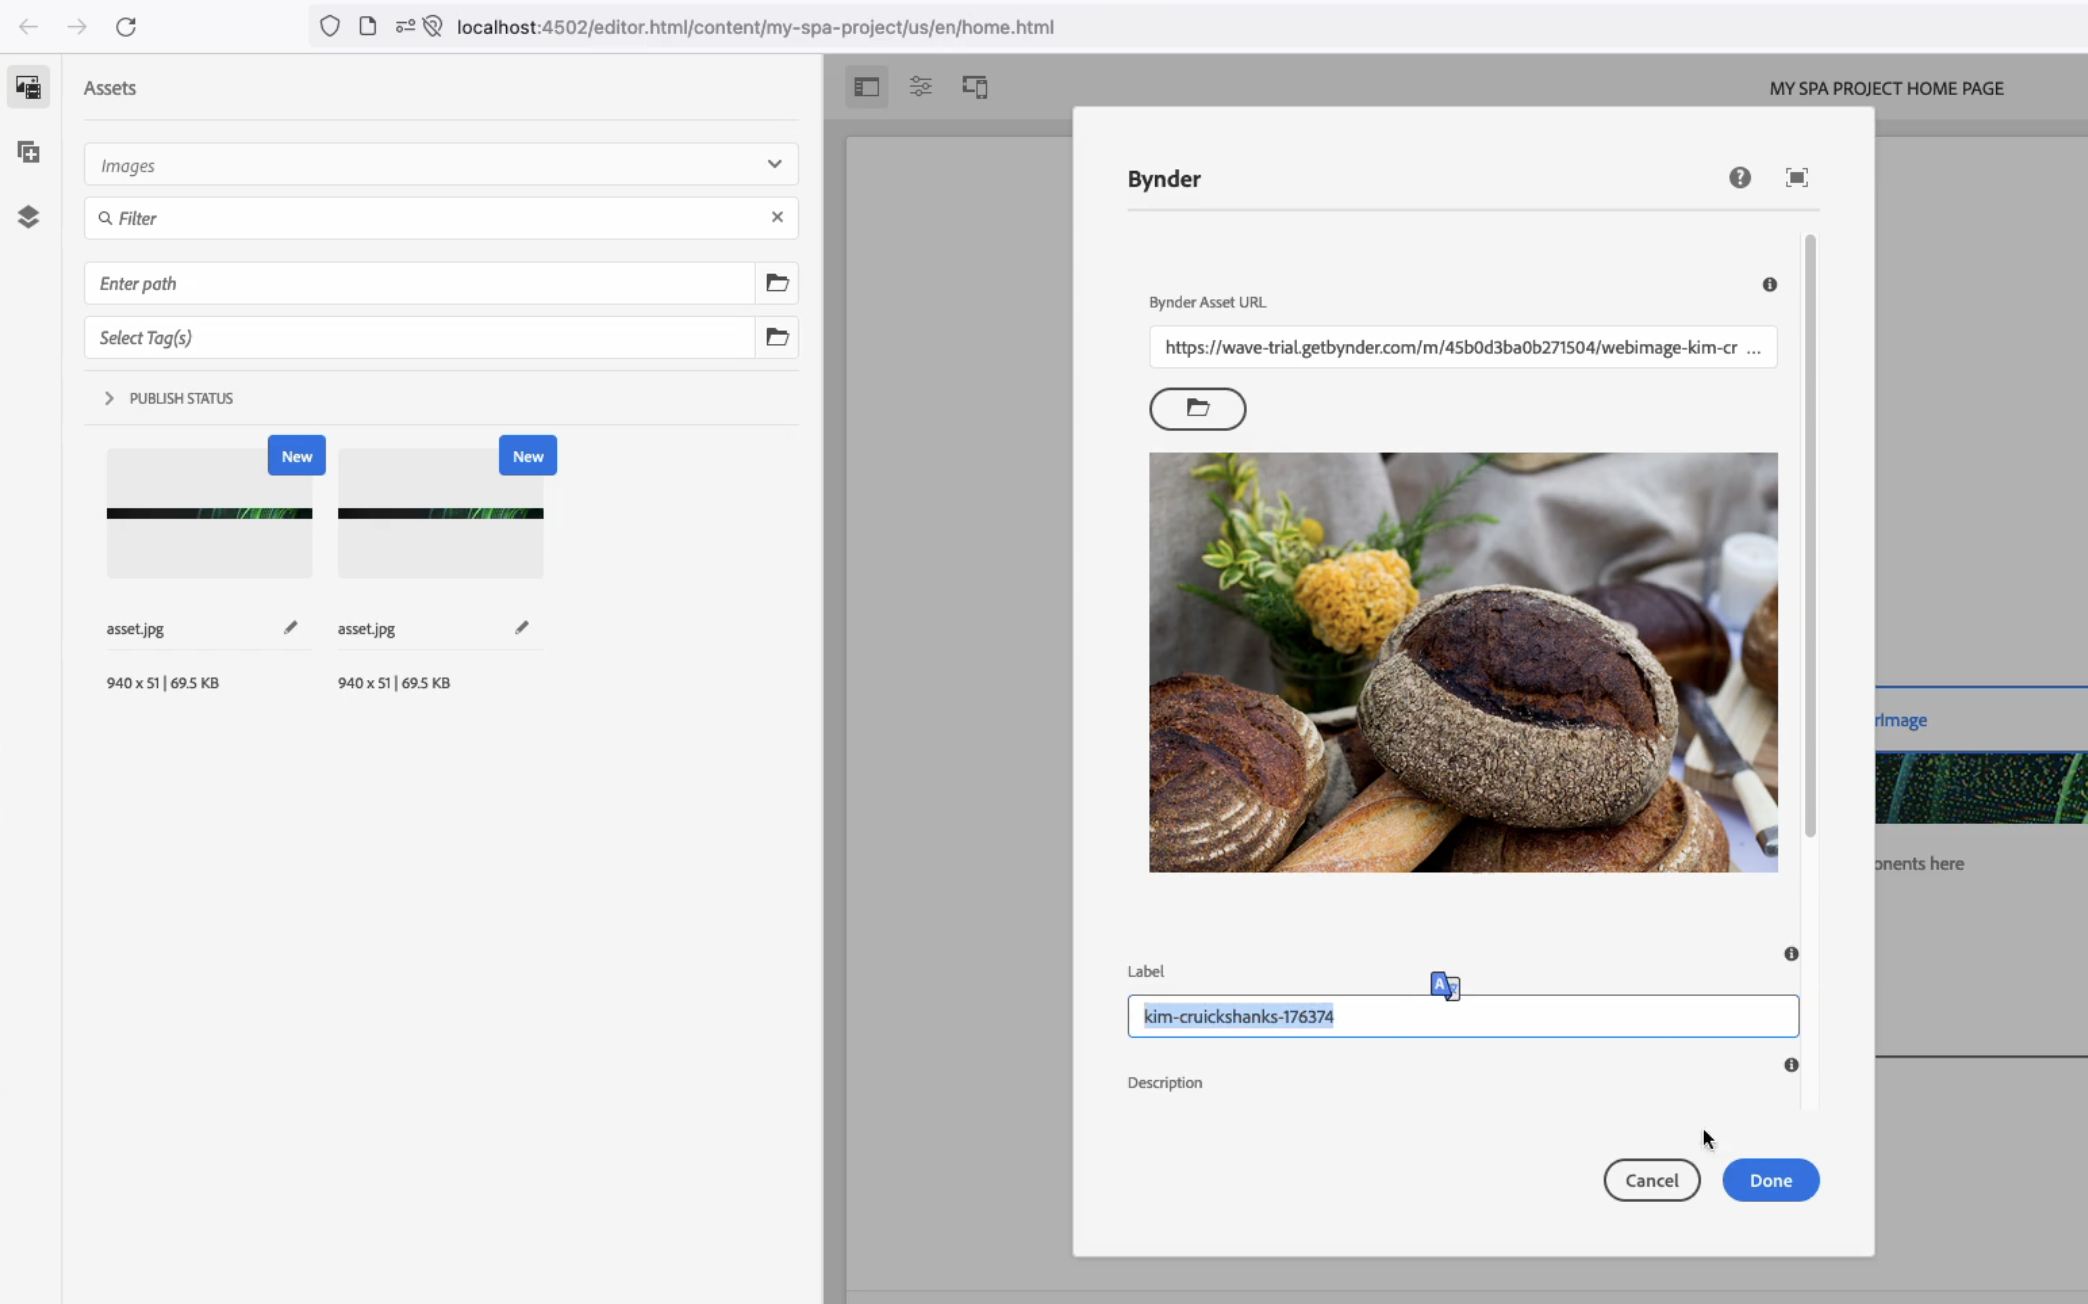 localhost:4502/editor.html/content/my-spa-project/us/en/home.html
Assets
MY SPA PROJECT HOME PAGE
Images
Filter
Enter path
Select Tag(s)
PUBLISH STATUS
New
New
asset.jpg
asset.jpg
940 x 51 | 69.5 KB
940 x 51 | 69.5 KB
Bynder
Bynder Asset URL
https://wave-trial.getbynder.com/m/45b0d3ba0b271504/webimage-kim-cr ...
Label
kim-cruickshanks-176374
Description
Cancel
Done
rImage
onents here